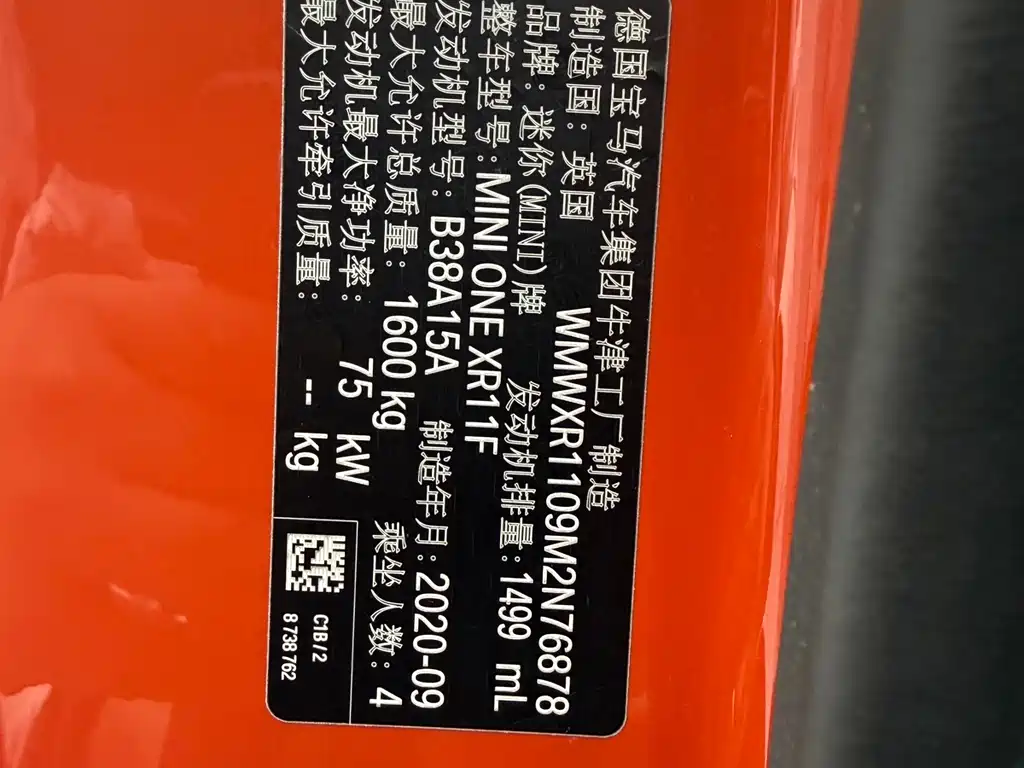 德国宝马汽车集团牛津工厂制造
制造国：英国 WMWXR1109M2N76878
品牌：迷你(MINI)牌 发动机排量：1499 mL
整车型号：MINI ONE XR11F
发动机型号：B38A15A 制造年月：2020-09
最大允许总质量：1600 kg 乘坐人数：4
发动机最大净功率：75 kW
最大允许牵引质量：-- kg
C1B / 2
8 738 762